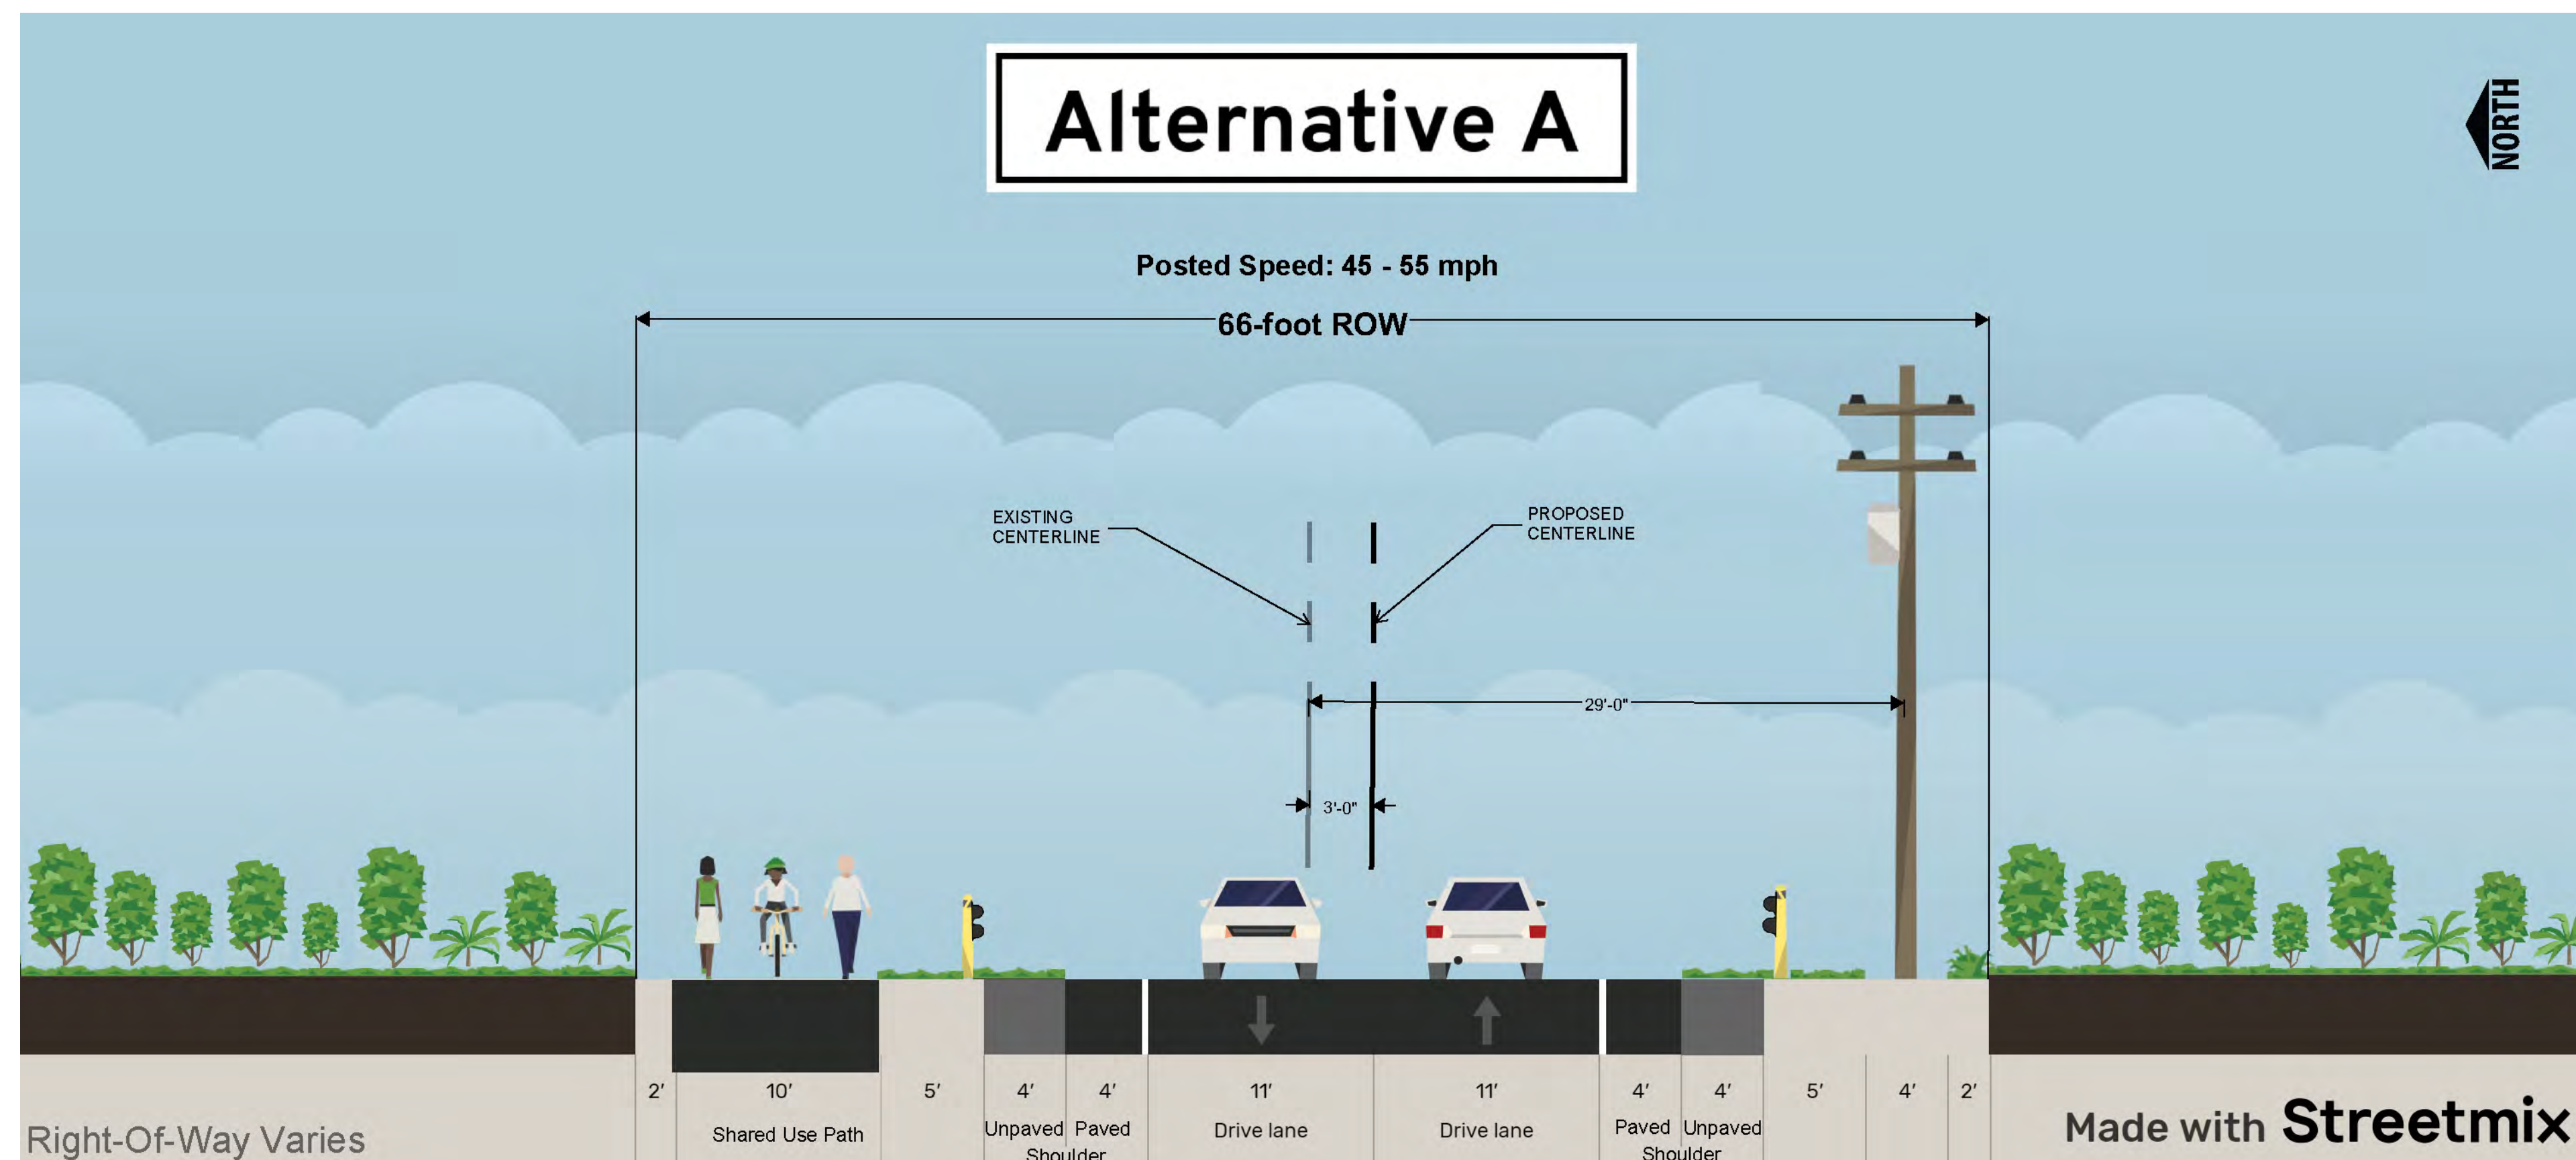 Alternative A
NORTH
Posted Speed: 45 - 55 mph
66-foot ROW
EXISTING
CENTERLINE
PROPOSED
CENTERLINE
29'-0"
3'-0"
2' 10' 5' 4' 4' 11' 11' 4' 4' 5' 4' 2'
Shared Use Path Unpaved Paved Drive lane Drive lane Paved Unpaved
Shoulder Shoulder
Right-Of-Way Varies
Made with Streetmix